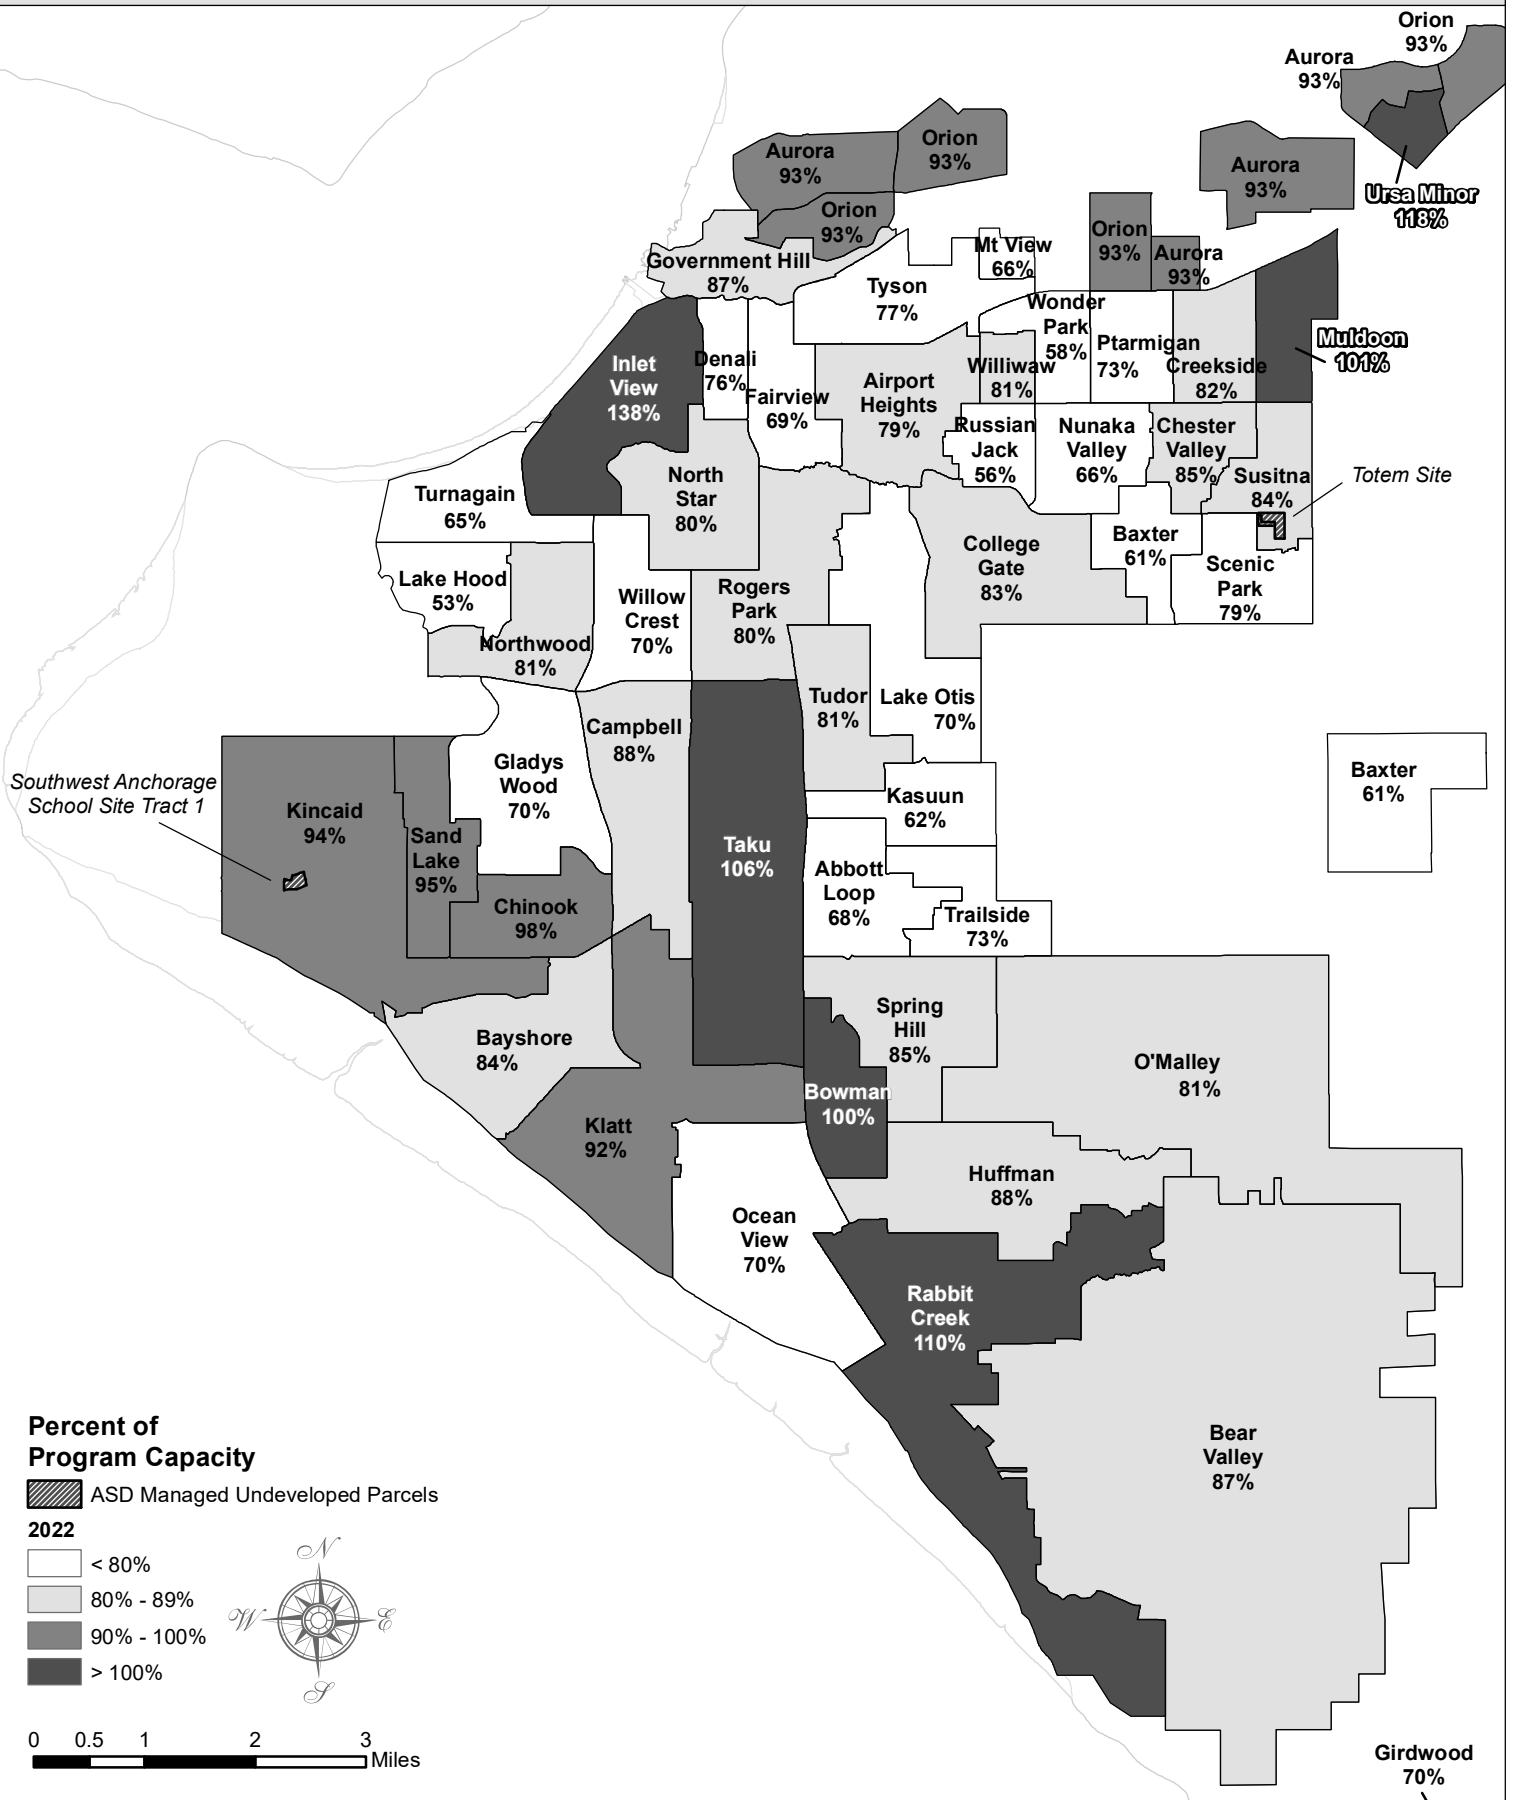 Orion
93%
Aurora
93%
Orion
93%
Aurora
93%
Aurora
93%
Ursa Minor
118%
Orion
93%
Orion
93%
Aurora
93%
Mt View
66%
Government Hill
87%
Tyson
77%
Wonder
Park
58%
Ptarmigan
73%
Muldoon
101%
Inlet
View
138%
Denali
76%
Fairview
69%
Airport
Heights
79%
Williwaw
81%
Creekside
82%
Russian
Jack
56%
Nunaka
Valley
66%
Chester
Valley
85%
Susitna
84%
Totem Site
Turnagain
65%
North
Star
80%
College
Gate
83%
Baxter
61%
Scenic
Park
79%
Lake Hood
53%
Northwood
81%
Willow
Crest
70%
Rogers
Park
80%
Tudor
81%
Lake Otis
70%
Campbell
88%
Gladys
Wood
70%
Baxter
61%
Southwest Anchorage
School Site Tract 1
Kincaid
94%
Sand
Lake
95%
Kasuun
62%
Taku
106%
Abbott
Loop
68%
Chinook
98%
Trailside
73%
Spring
Hill
85%
Bayshore
84%
O'Malley
81%
Bowman
100%
Klatt
92%
Huffman
88%
Ocean
View
70%
Rabbit
Creek
110%
Bear
Valley
87%
Percent of
Program Capacity
ASD Managed Undeveloped Parcels
2022
< 80%
80% - 89%
90% - 100%
> 100%
N
W
E
S
0 0.5 1 2 3
Miles
Girdwood
70%